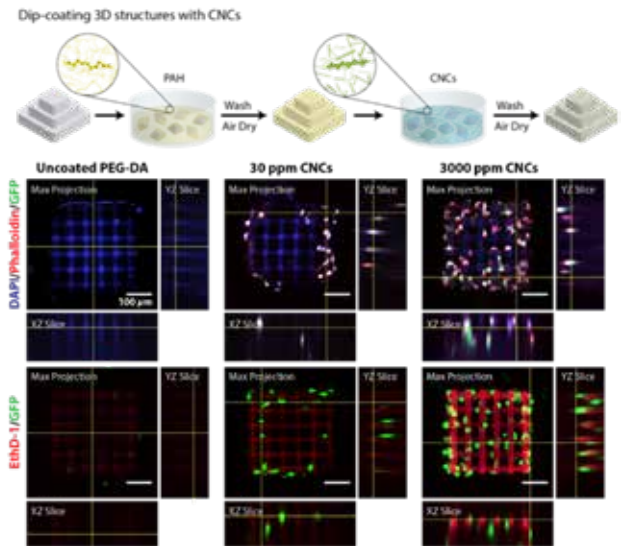 Dip-coating 3D structures with CNCs
PAH
Wash
Air Dry
CNCs
Wash
Air Dry
Uncoated PEG-DA
30 ppm CNCs
3000 ppm CNCs
DAPI/Phalloidin/GFP
Max Projection
YZ Slice
Max Projection
YZ Slice
Max Projection
YZ Slice
100 µm
XZ Slice
XZ Slice
XZ Slice
EthD-1/GFP
Max Projection
YZ Slice
Max Projection
YZ Slice
Max Projection
YZ Slice
XZ Slice
XZ Slice
XZ Slice